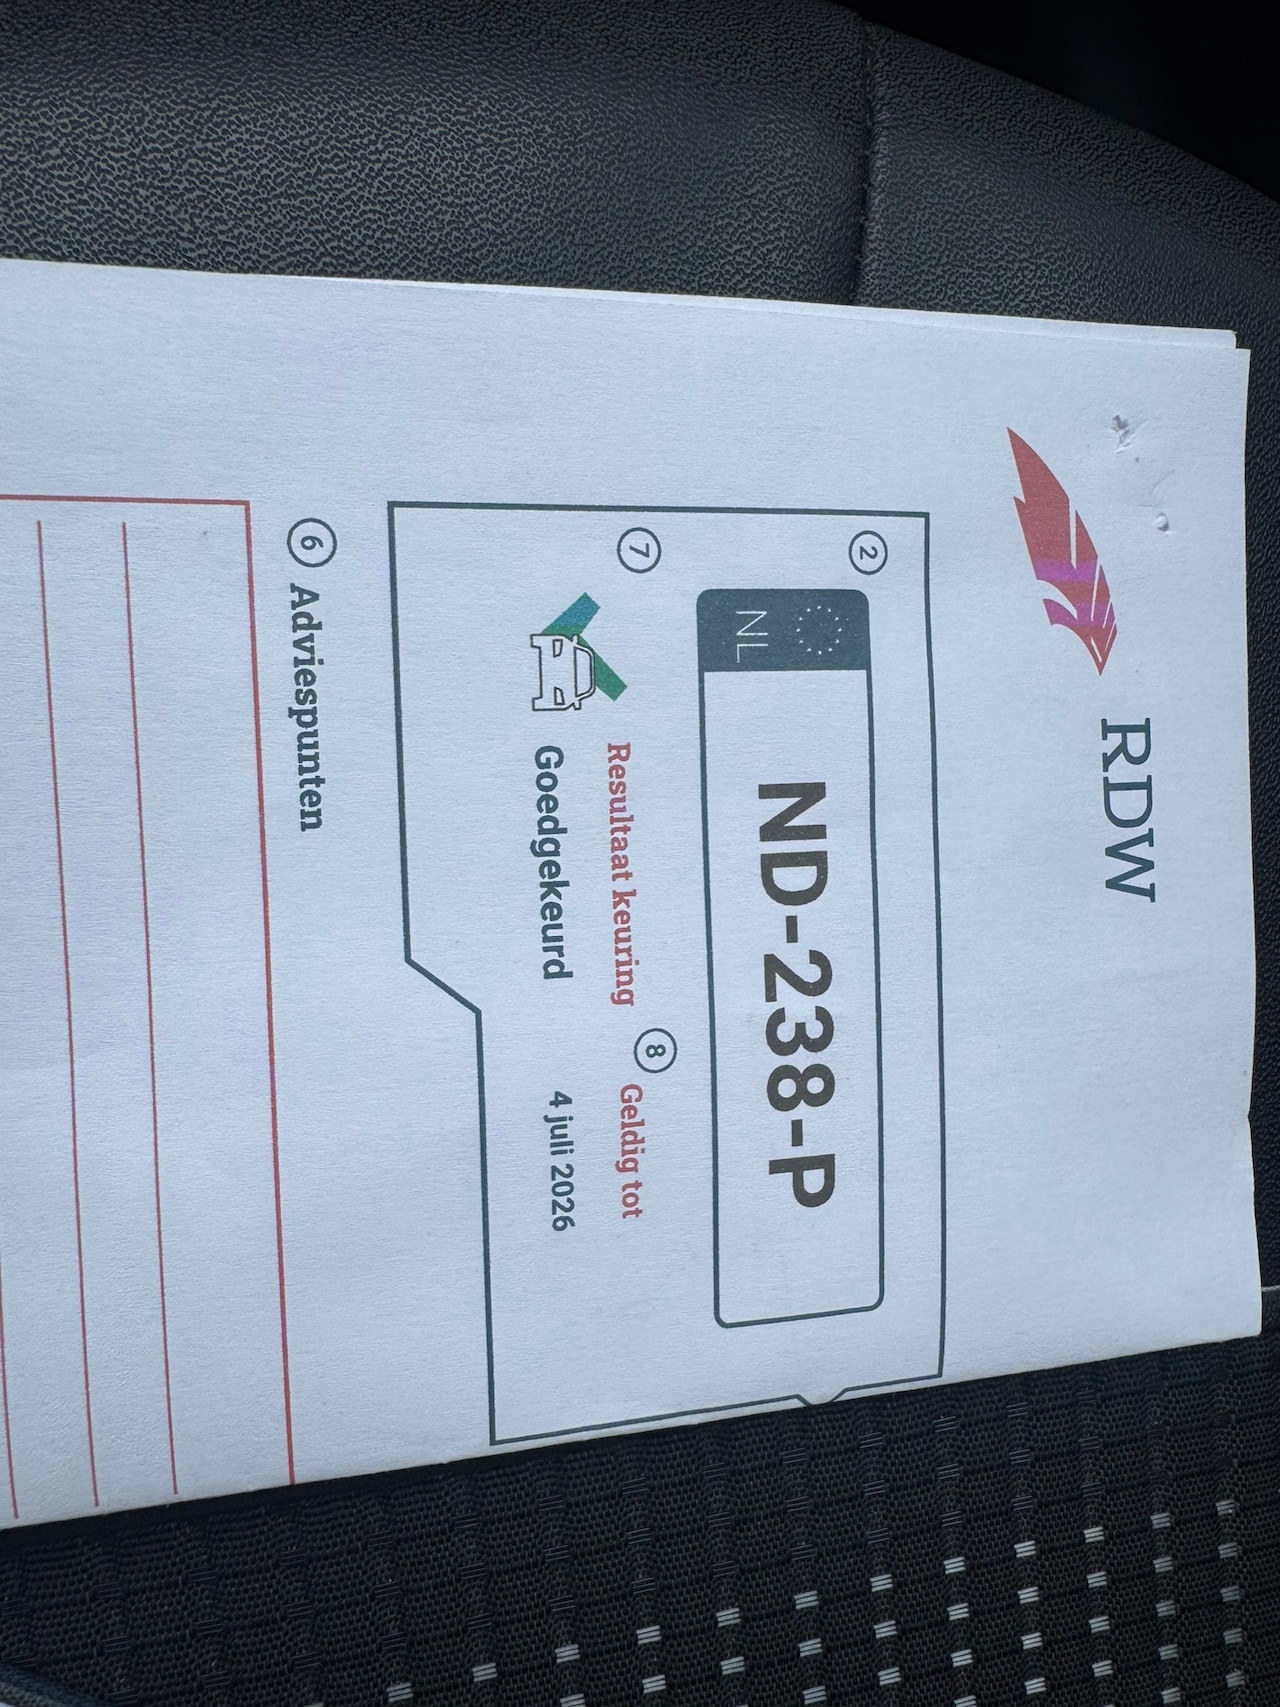 RDW
2
NL
ND-238-P
7
Resultaat keuring
8
Geldig tot
Goedgekeurd
4 juli 2026
6
Adviespunten